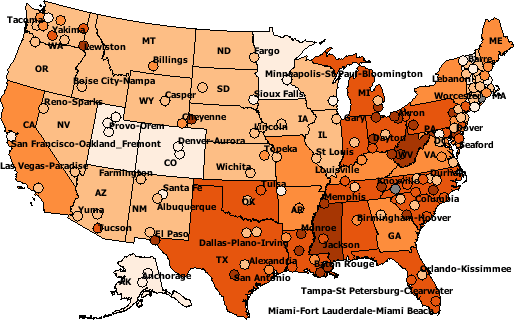 Tacoma
Yakima
WA
Lewiston
MT
Billings
ND
Fargo
ME
Barre
OR
Boise City-Nampa
Minneapolis-St Paul-Bloomington
Lebanon
MI
Worcester
MA
Reno-Sparks
WY
Casper
SD
Sioux Falls
Cheyenne
IA
Gary
Akron
CA
NV
Provo-Orem
Lincoln
IL
Dayton
PA
Dover
San Francisco-Oakland_Fremont
Denver-Aurora
Topeka
St Louis
Seaford
CO
WV
VA
Las Vegas-Paradise
Farmington
Wichita
Louisville
Knoxville
Durham
Santa Fe
Tulsa
AZ
NM
Albuquerque
OK
AR
Memphis
Columbia
Yuma
Tucson
El Paso
Dallas-Plano-Irving
Monroe
Birmingham-Hoover
GA
Jackson
TX
Alexandria
Baton Rouge
AK
Anchorage
San Antonio
Orlando-Kissimmee
Tampa-St Petersburg-Clearwater
Miami-Fort Lauderdale-Miami Beach